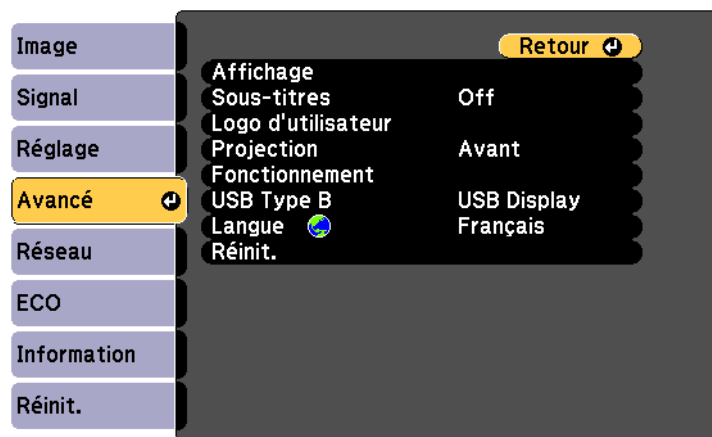 Image
Signal
Réglage
Avancé
Réseau
ECO
Information
Réinit.
Retour
Affichage
Sous-titres Off
Logo d'utilisateur
Projection Avant
Fonctionnement
USB Type B USB Display
Langue Français
Réinit.